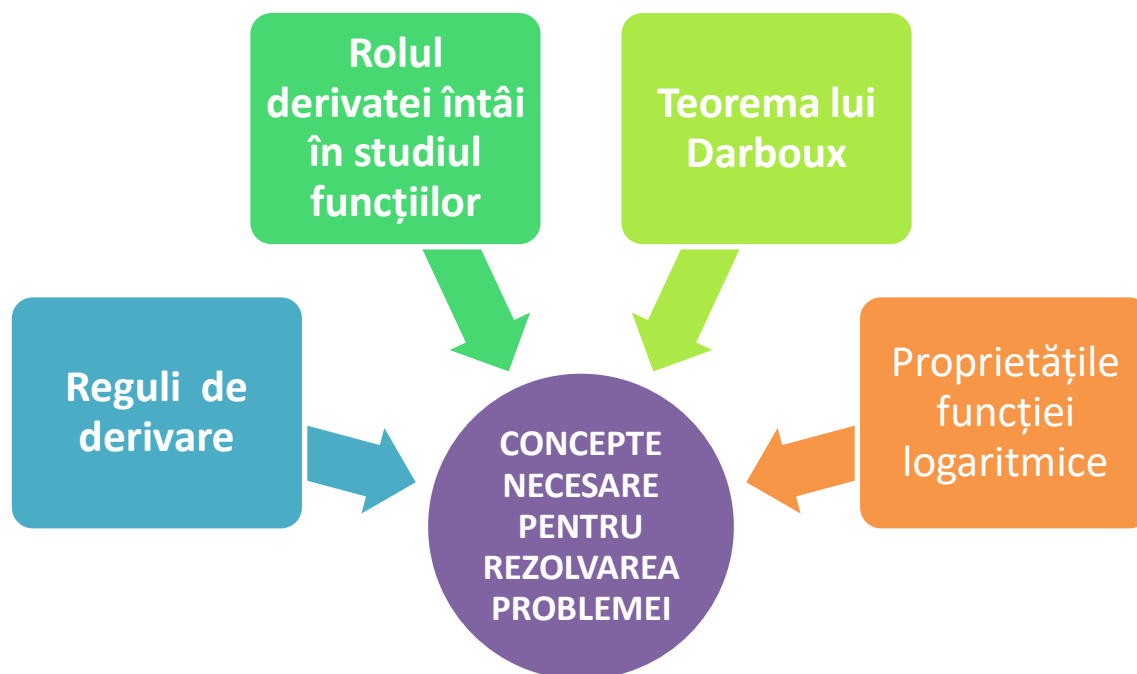 Rolul
derivatei întâi
în studiul
funcțiilor
Teorema lui
Darboux
Reguli de
derivare
Proprietățile
funcției
logaritmice
CONCEPTE
NECESARE
PENTRU
REZOLVAREA
PROBLEMEI